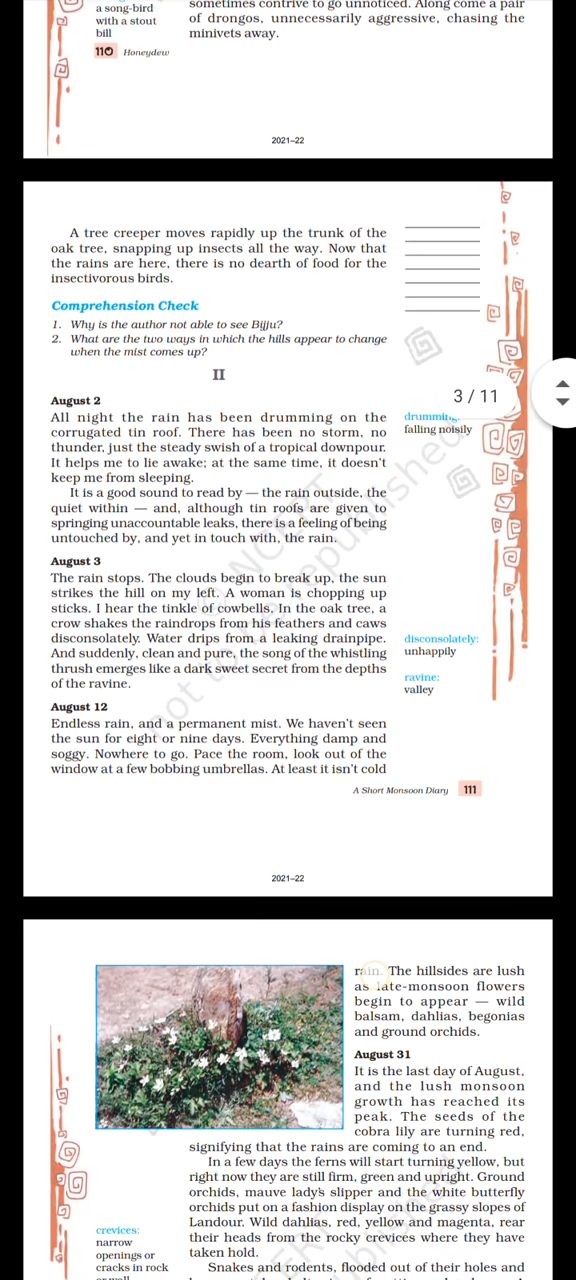 a song-bird
with a stout
bill
110 Honeydew
sometimes contrive to go unnoticed. Along come a pair
of drongos, unnecessarily aggressive, chasing the
minivets away.
2021–22
A tree creeper moves rapidly up the trunk of the
oak tree, snapping up insects all the way. Now that
the rains are here, there is no dearth of food for the
insectivorous birds.
Comprehension Check
1. Why is the author not able to see Bijju?
2. What are the two ways in which the hills appear to change
when the mist comes up?
II
3 / 11
August 2
All night the rain has been drumming on the
corrugated tin roof. There has been no storm, no
thunder, just the steady swish of a tropical downpour.
It helps me to lie awake; at the same time, it doesn't
keep me from sleeping.
It is a good sound to read by — the rain outside, the
quiet within — and, although tin roofs are given to
springing unaccountable leaks, there is a feeling of being
untouched by, and yet in touch with, the rain.
falling noisily
August 3
The rain stops. The clouds begin to break up, the sun
strikes the hill on my left. A woman is chopping up
sticks. I hear the tinkle of cowbells. In the oak tree, a
crow shakes the raindrops from his feathers and caws
disconsolately. Water drips from a leaking drainpipe.
And suddenly, clean and pure, the song of the whistling
thrush emerges like a dark sweet secret from the depths
of the ravine.
disconsolately:
unhappily
ravine:
valley
August 12
Endless rain, and a permanent mist. We haven't seen
the sun for eight or nine days. Everything damp and
soggy. Nowhere to go. Pace the room, look out of the
window at a few bobbing umbrellas. At least it isn't cold
A Short Monsoon Diary 111
© NCERT
not to be republished
2021–22
rain. The hillsides are lush
as late-monsoon flowers
begin to appear — wild
balsam, dahlias, begonias
and ground orchids.
August 31
It is the last day of August,
and the lush monsoon
growth has reached its
peak. The seeds of the
cobra lily are turning red,
signifying that the rains are coming to an end.
In a few days the ferns will start turning yellow, but
right now they are still firm, green and upright. Ground
orchids, mauve lady's slipper and the white butterfly
orchids put on a fashion display on the grassy slopes of
Landour. Wild dahlias, red, yellow and magenta, rear
their heads from the rocky crevices where they have
taken hold.
Snakes and rodents, flooded out of their holes and
crevices:
narrow
openings or
cracks in rock